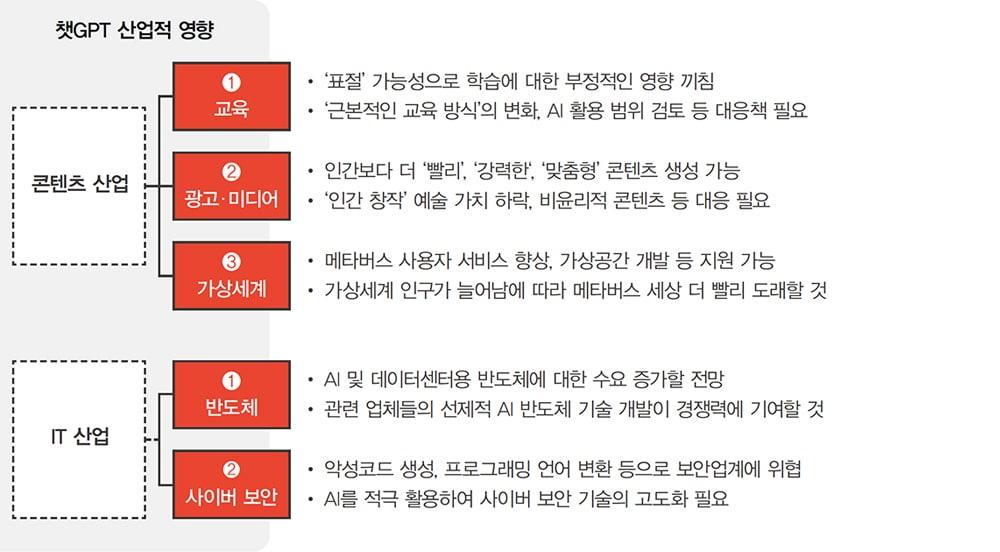 챗GPT 산업적 영향
콘텐츠 산업
❶
교육
• ‘표절’ 가능성으로 학습에 대한 부정적인 영향 끼침
• ‘근본적인 교육 방식’의 변화, AI 활용 범위 검토 등 대응책 필요
❷
광고·미디어
• 인간보다 더 ‘빨리’, ‘강력한‘, ‘맞춤형’ 콘텐츠 생성 가능
• ‘인간 창작’ 예술 가치 하락, 비윤리적 콘텐츠 등 대응 필요
❸
가상세계
• 메타버스 사용자 서비스 향상, 가상공간 개발 등 지원 가능
• 가상세계 인구가 늘어남에 따라 메타버스 세상 더 빨리 도래할 것
IT 산업
❶
반도체
• AI 및 데이터센터용 반도체에 대한 수요 증가할 전망
• 관련 업체들의 선제적 AI 반도체 기술 개발이 경쟁력에 기여할 것
❷
사이버 보안
• 악성코드 생성, 프로그래밍 언어 변환 등으로 보안업계에 위협
• AI를 적극 활용하여 사이버 보안 기술의 고도화 필요